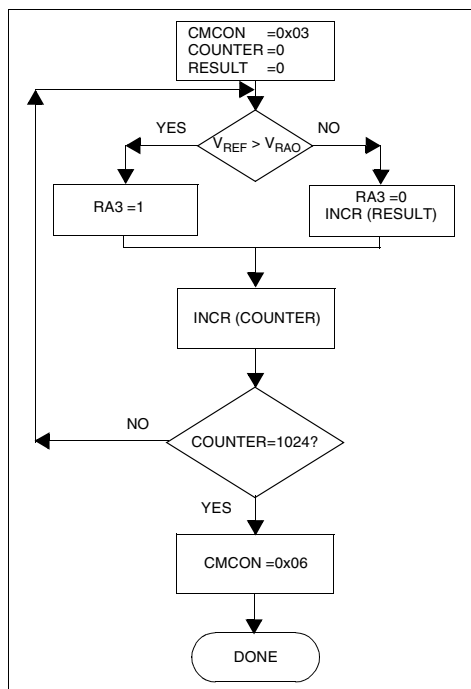 CMCON =0x03
COUNTER=0
RESULT =0
YES
NO
VREF > VRAO
RA3 =1
RA3 =0
INCR (RESULT)
INCR (COUNTER)
NO
COUNTER=1024?
YES
CMCON =0x06
DONE